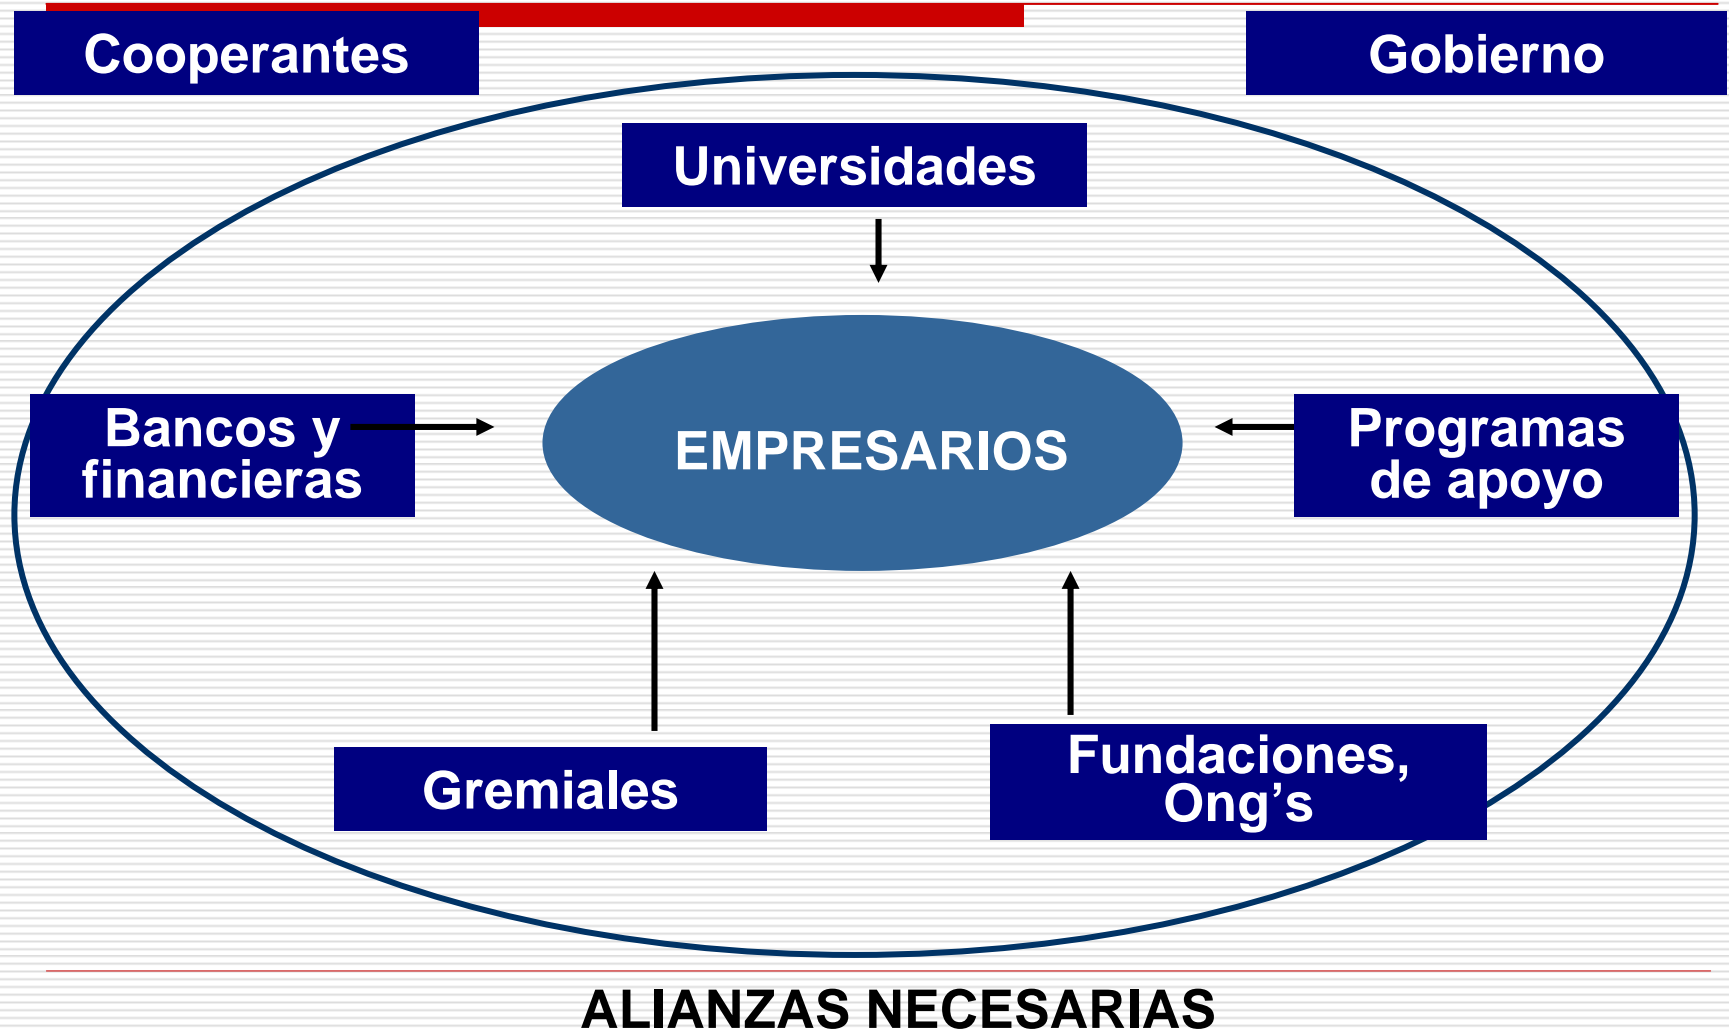 Cooperantes
Gobierno
Universidades
Bancos y
financieras
EMPRESARIOS
Programas
de apoyo
Gremiales
Fundaciones,
Ong’s
ALIANZAS NECESARIAS